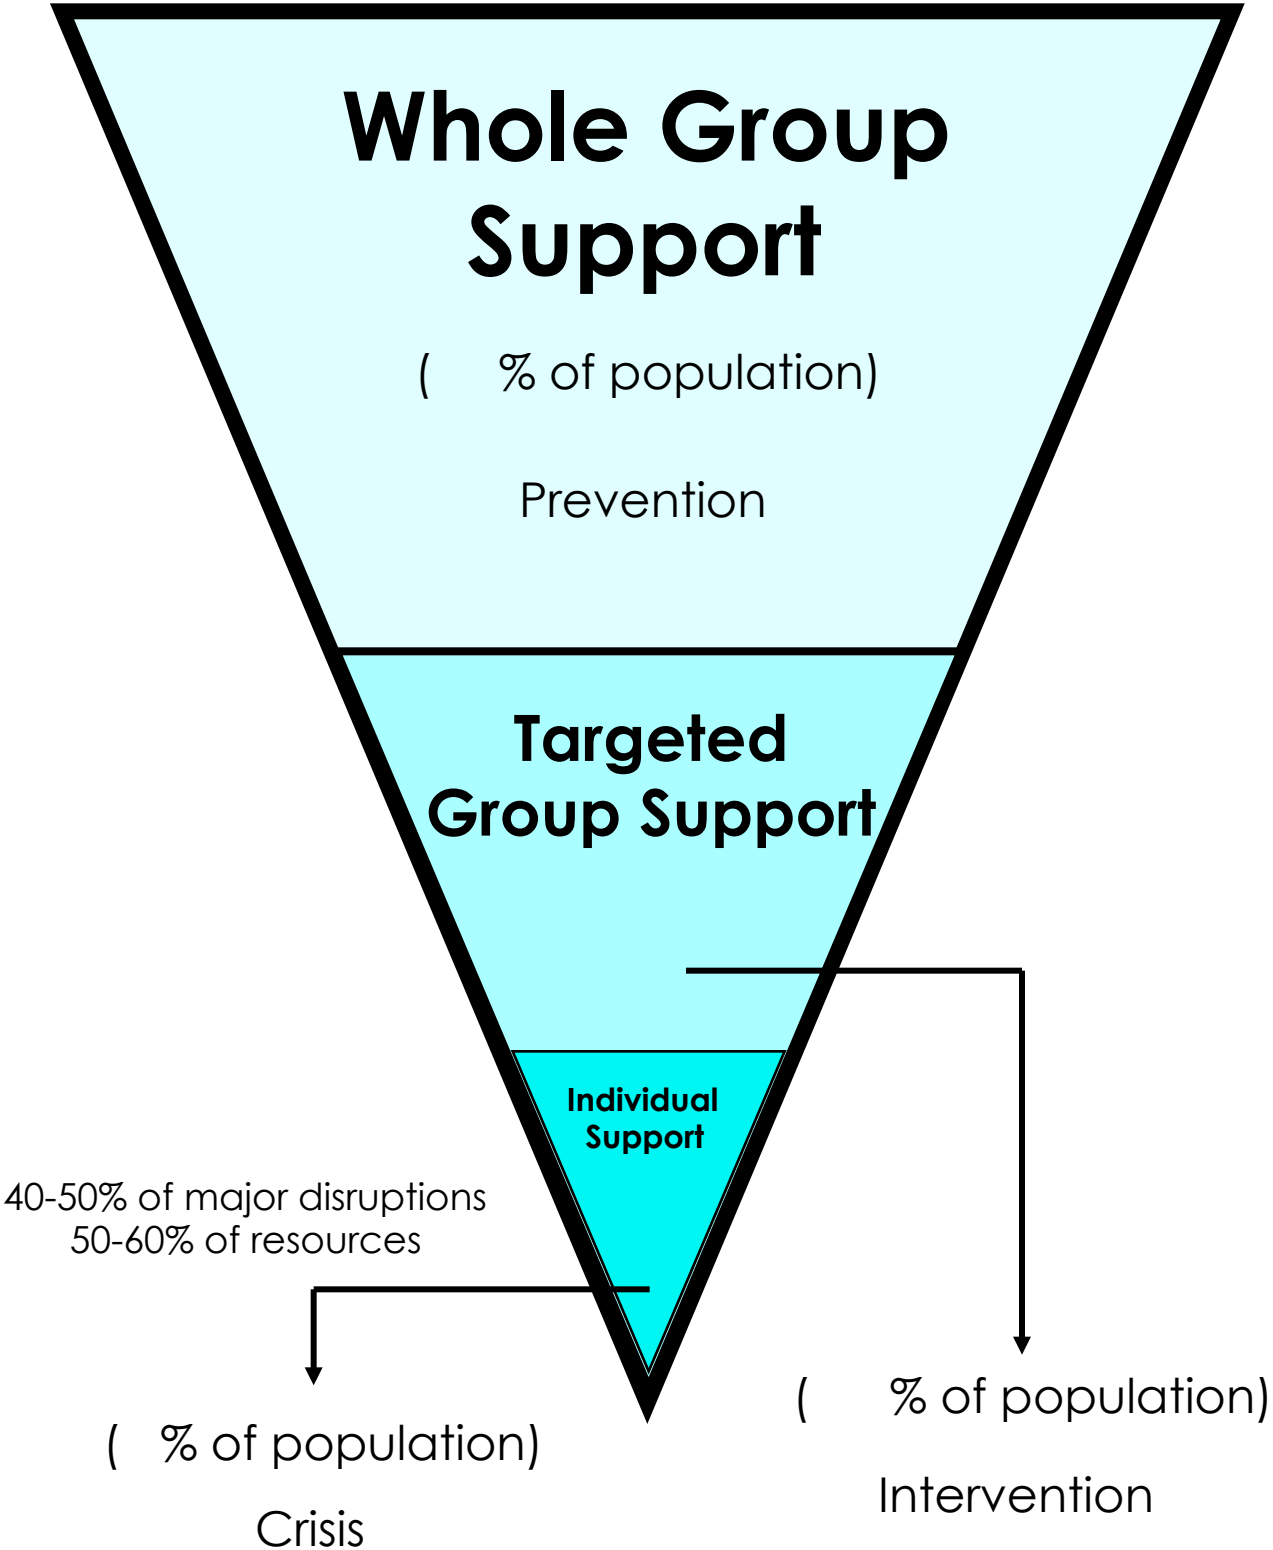 Whole Group
Support
(      % of population)
Prevention
Targeted
Group Support
Individual
Support
40-50% of major disruptions
50-60% of resources
(      % of population)
Intervention
(   % of population)
Crisis